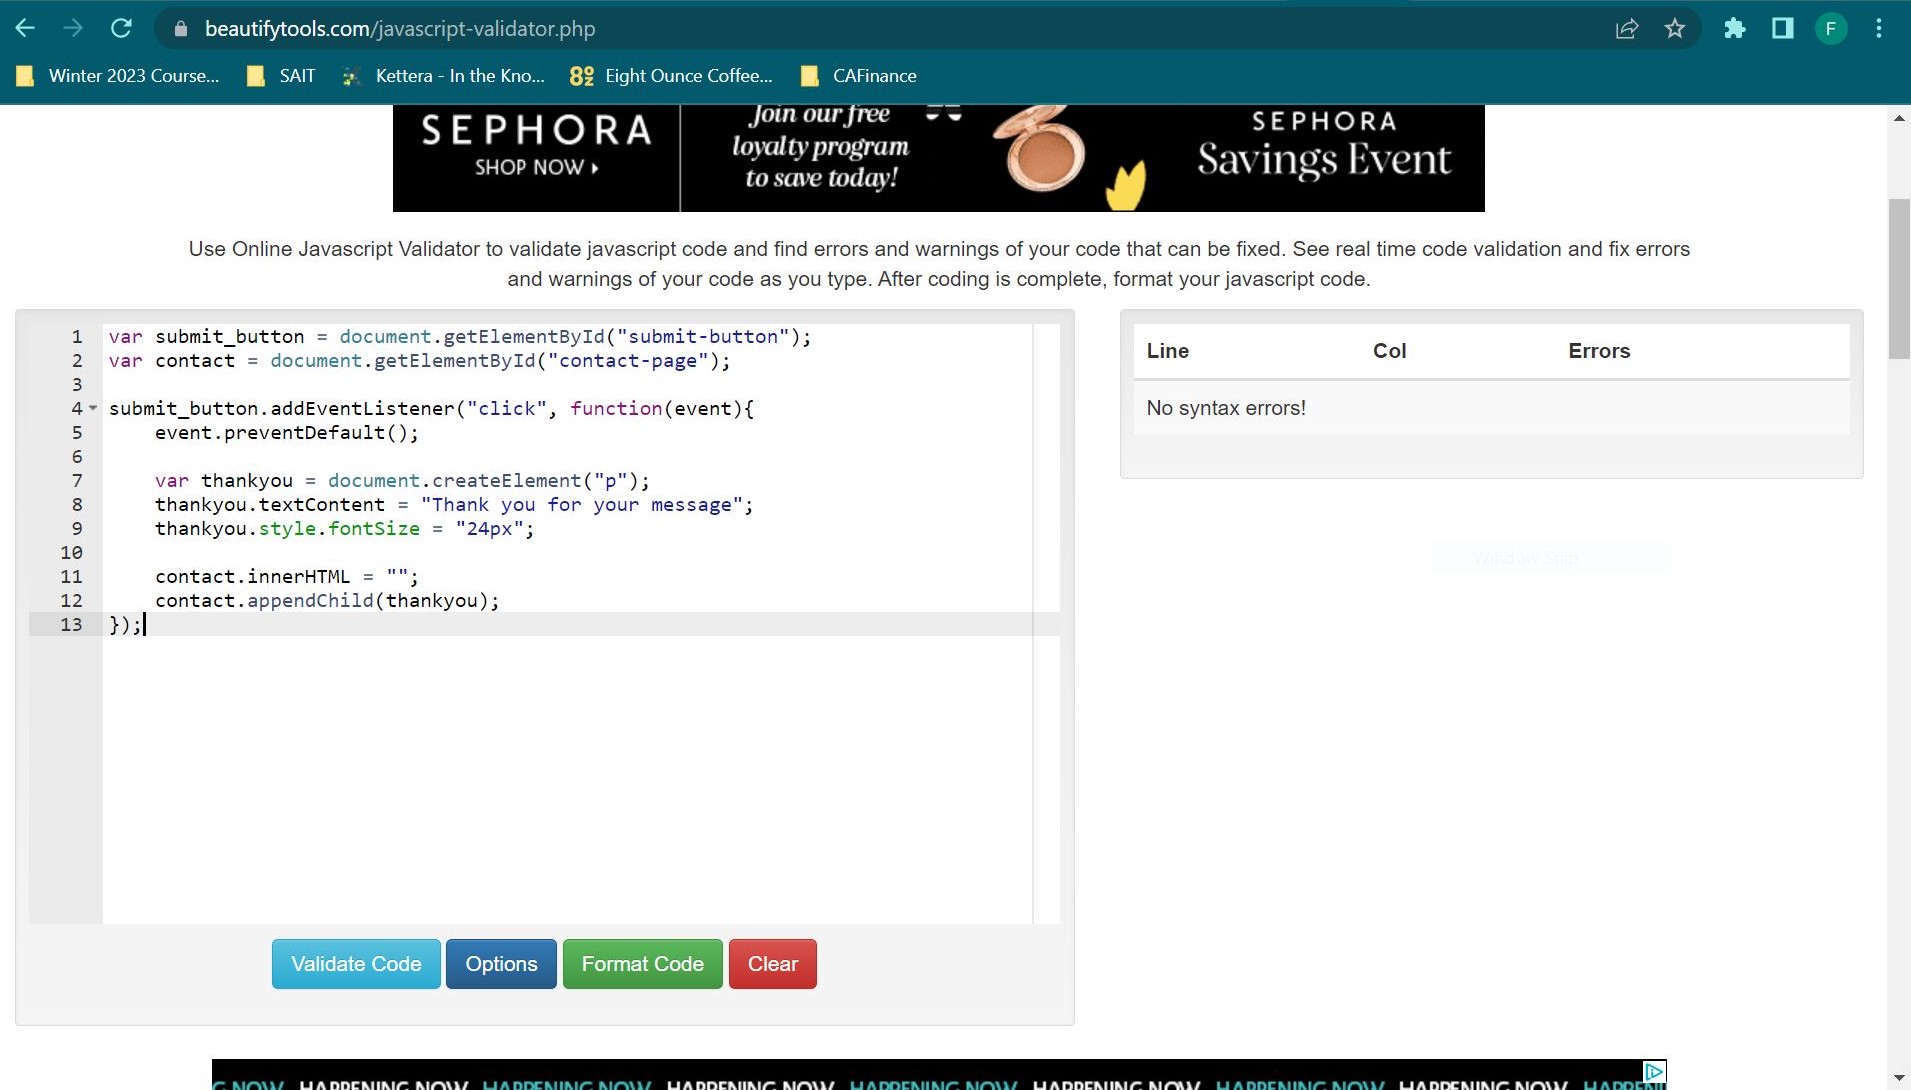 beautifytools.com/javascript-validator.php
F
Winter 2023 Course... SAIT Kettera - In the Kno... Eight Ounce Coffee... CAFinance
SEPHORA
SHOP NOW
Join our free
loyalty program
to save today!
SEPHORA
Savings Event
Use Online Javascript Validator to validate javascript code and find errors and warnings of your code that can be fixed. See real time code validation and fix errors
and warnings of your code as you type. After coding is complete, format your javascript code.
1 var submit_button = document.getElementById("submit-button");
2 var contact = document.getElementById("contact-page");
3
4 submit_button.addEventListener("click", function(event){
5     event.preventDefault();
6
7     var thankyou = document.createElement("p");
8     thankyou.textContent = "Thank you for your message";
9     thankyou.style.fontSize = "24px";
10
11     contact.innerHTML = "";
12     contact.appendChild(thankyou);
13 });
Line Col Errors
No syntax errors!
Window Snip
Validate Code Options Format Code Clear
NOW HAPPENING NOW HAPPENING NOW HAPPENING NOW HAPPENING NOW HAPPENING NOW HAPPENING NOW HAPPENING NOW